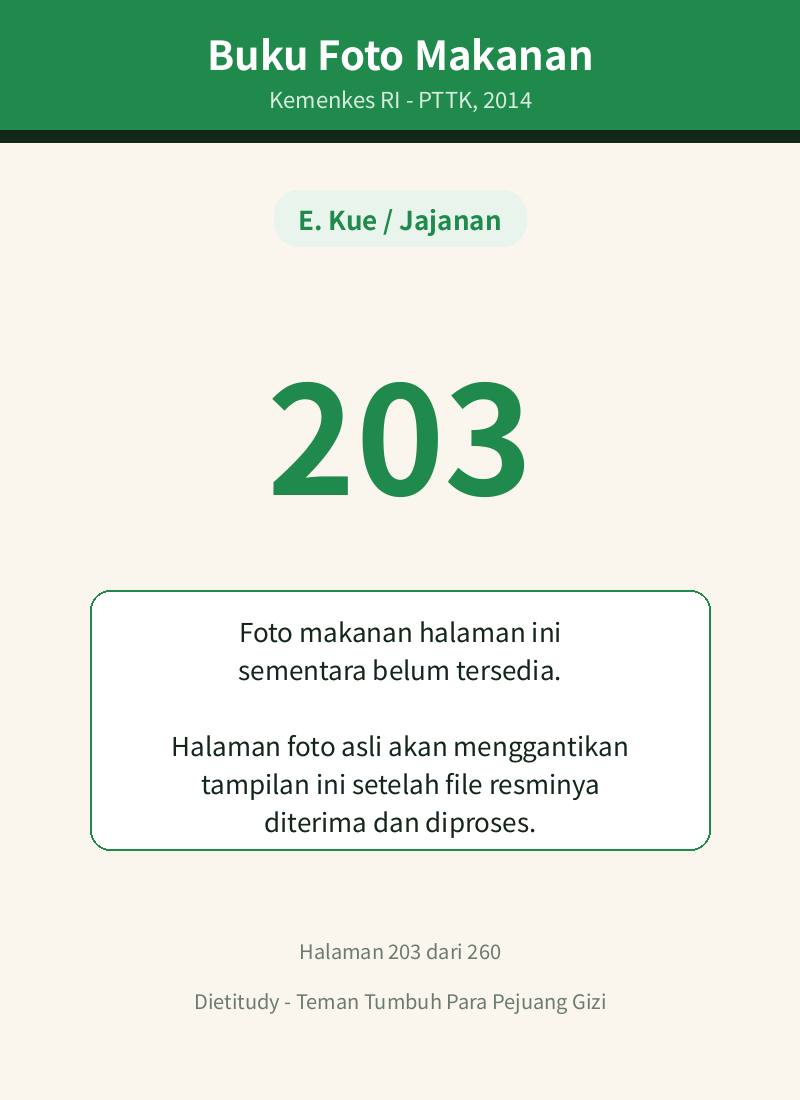 Buku Foto Makanan
Kemenkes RI - PTTK, 2014
E. Kue / Jajanan
203
Foto makanan halaman ini
sementara belum tersedia.
Halaman foto asli akan menggantikan
tampilan ini setelah file resminya
diterima dan diproses.
Halaman 203 dari 260
Dietitudy - Teman Tumbuh Para Pejuang Gizi